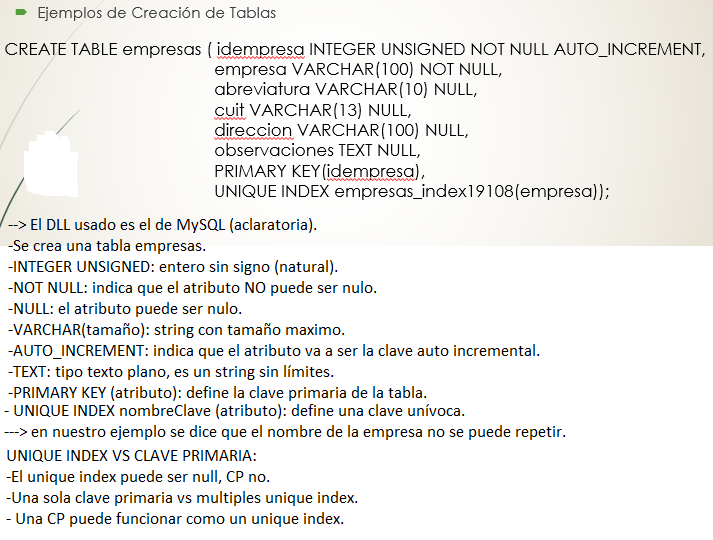 Ejemplos de Creación de Tablas
CREATE TABLE empresas ( idempresa INTEGER UNSIGNED NOT NULL AUTO_INCREMENT,
empresa VARCHAR(100) NOT NULL,
abreviatura VARCHAR(10) NULL,
cuit VARCHAR(13) NULL,
direccion VARCHAR(100) NULL,
observaciones TEXT NULL,
PRIMARY KEY(idempresa),
UNIQUE INDEX empresas_index19108(empresa));
--> El DLL usado es el de MySQL (aclaratoria).
-Se crea una tabla empresas.
-INTEGER UNSIGNED: entero sin signo (natural).
-NOT NULL: indica que el atributo NO puede ser nulo.
-NULL: el atributo puede ser nulo.
-VARCHAR(tamaño): string con tamaño maximo.
-AUTO_INCREMENT: indica que el atributo va a ser la clave auto incremental.
-TEXT: tipo texto plano, es un string sin límites.
-PRIMARY KEY (atributo): define la clave primaria de la tabla.
- UNIQUE INDEX nombreClave (atributo): define una clave unívoca.
---> en nuestro ejemplo se dice que el nombre de la empresa no se puede repetir.
UNIQUE INDEX VS CLAVE PRIMARIA:
-El unique index puede ser null, CP no.
-Una sola clave primaria vs multiples unique index.
- Una CP puede funcionar como un unique index.